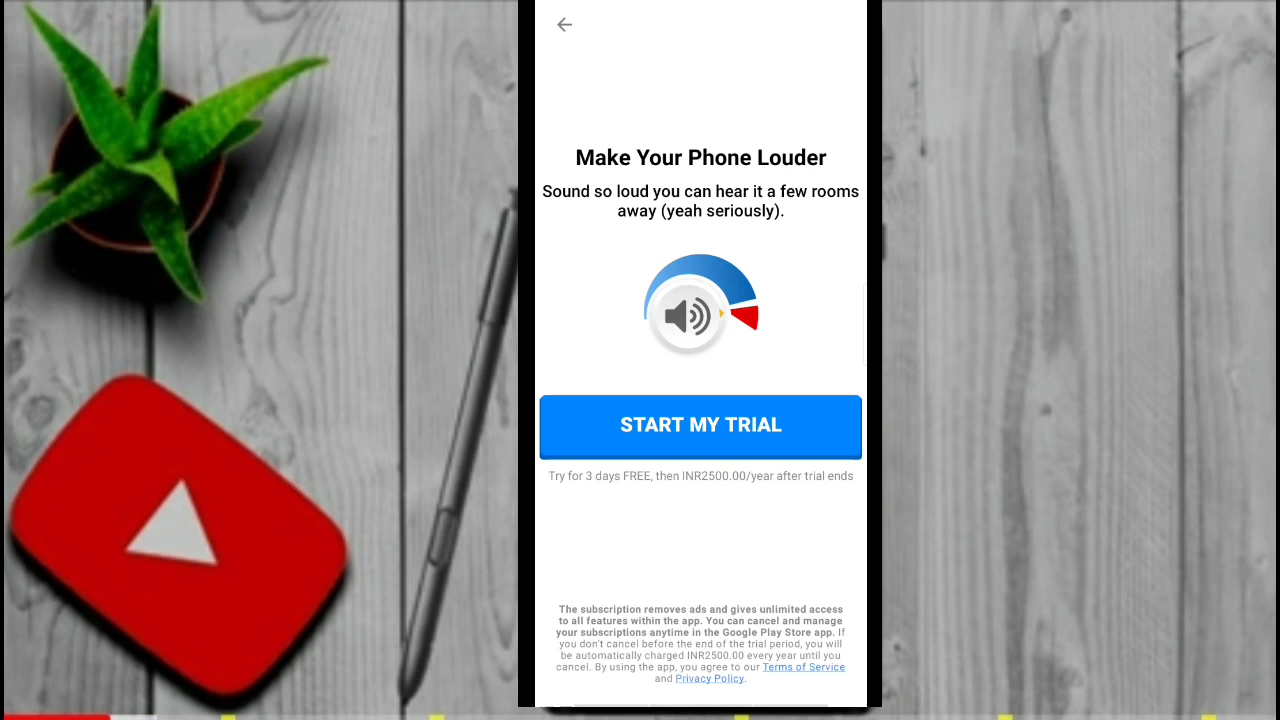 Make Your Phone Louder
Sound so loud you can hear it a few rooms
away (yeah seriously).
START MY TRIAL
Try for 3 days FREE, then INR2500.00/year after trial ends
The subscription removes ads and gives unlimited access
to all features within the app. You can cancel and manage
your subscriptions anytime in the Google Play Store app. If
you don't cancel before the end of the trial period, you will
be automatically charged INR2500.00 every year until you
cancel. By using the app, you agree to our Terms of Service
and Privacy Policy.